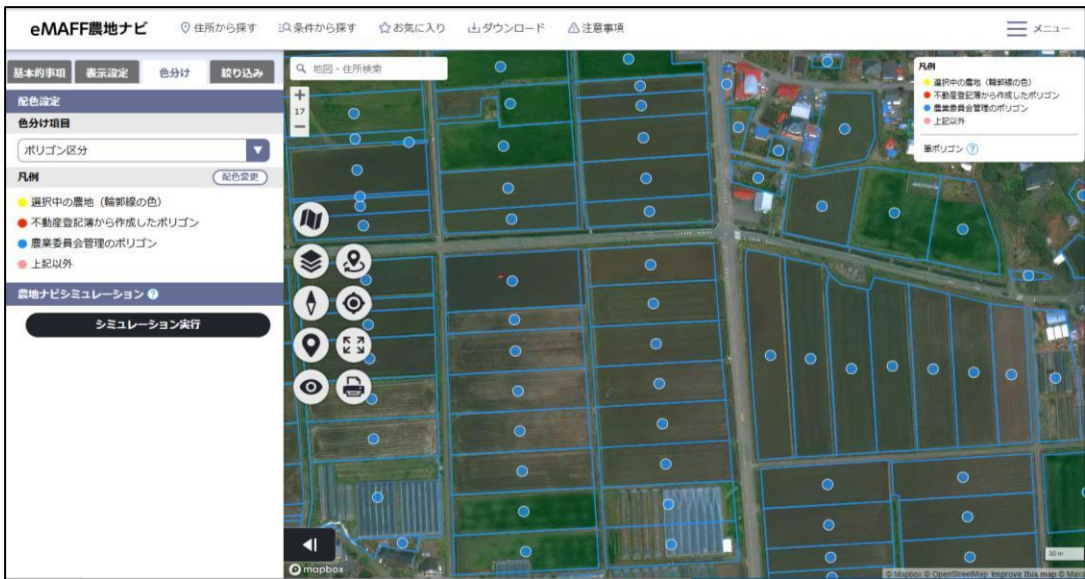 eMAFF農地ナビ
住所から探す
条件から探す
お気に入り
ダウンロード
注意事項
メニュー
基本的事項
表示設定
色分け
絞り込み
配色設定
色分け項目
ポリゴン区分
凡例
配色変更
選択中の農地（輪郭線の色）
不動産登記簿から作成したポリゴン
農業委員会管理のポリゴン
上記以外
農地ナビシミュレーション ?
シミュレーション実行
地図・住所検索
+
17
−
凡例
選択中の農地（輪郭線の色）
不動産登記簿から作成したポリゴン
農業委員会管理のポリゴン
上記以外
筆ポリゴン ?
30 m
mapbox
© Mapbox © OpenStreetMap Improve this map © Maxa